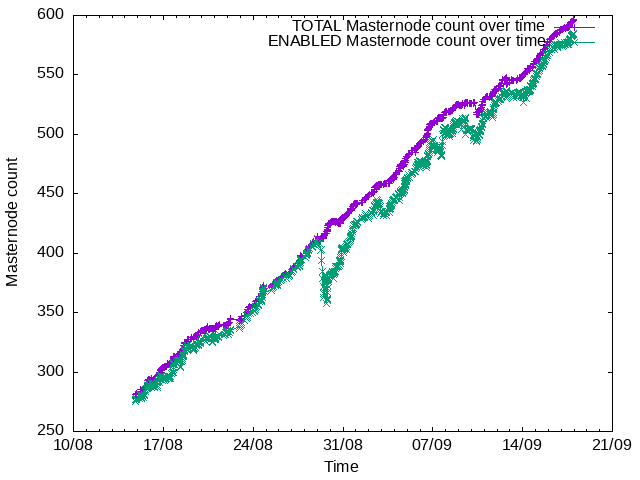 TOTAL Masternode count over time
ENABLED Masternode count over time
600
550
500
450
400
350
300
250
Masternode count
10/08 17/08 24/08 31/08 07/09 14/09 21/09
Time